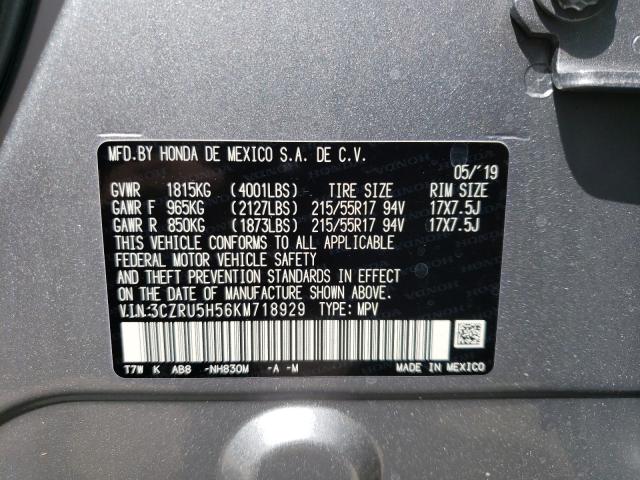 MFD.BY HONDA DE MEXICO S.A. DE C.V.
05/'19
GVWR 1815KG (4001LBS) TIRE SIZE RIM SIZE
GAWR F 965KG (2127LBS) 215/55R17 94V 17X7.5J
GAWR R 850KG (1873LBS) 215/55R17 94V 17X7.5J
THIS VEHICLE CONFORMS TO ALL APPLICABLE
FEDERAL MOTOR VEHICLE SAFETY
AND THEFT PREVENTION STANDARDS IN EFFECT
ON THE DATE OF MANUFACTURE SHOWN ABOVE.
V.I.N:3CZRU5H56KM718929 TYPE: MPV
T7W K AB8 -NH830M -A -M
MADE IN MEXICO